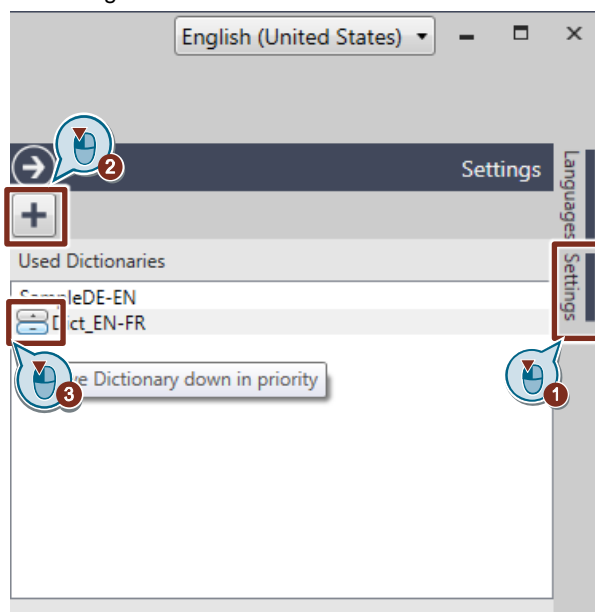 English (United States)
2
Settings
Languages
Used Dictionaries
Settings
SampleDE-EN
Dict_EN-FR
Dictionary down in priority
3
1